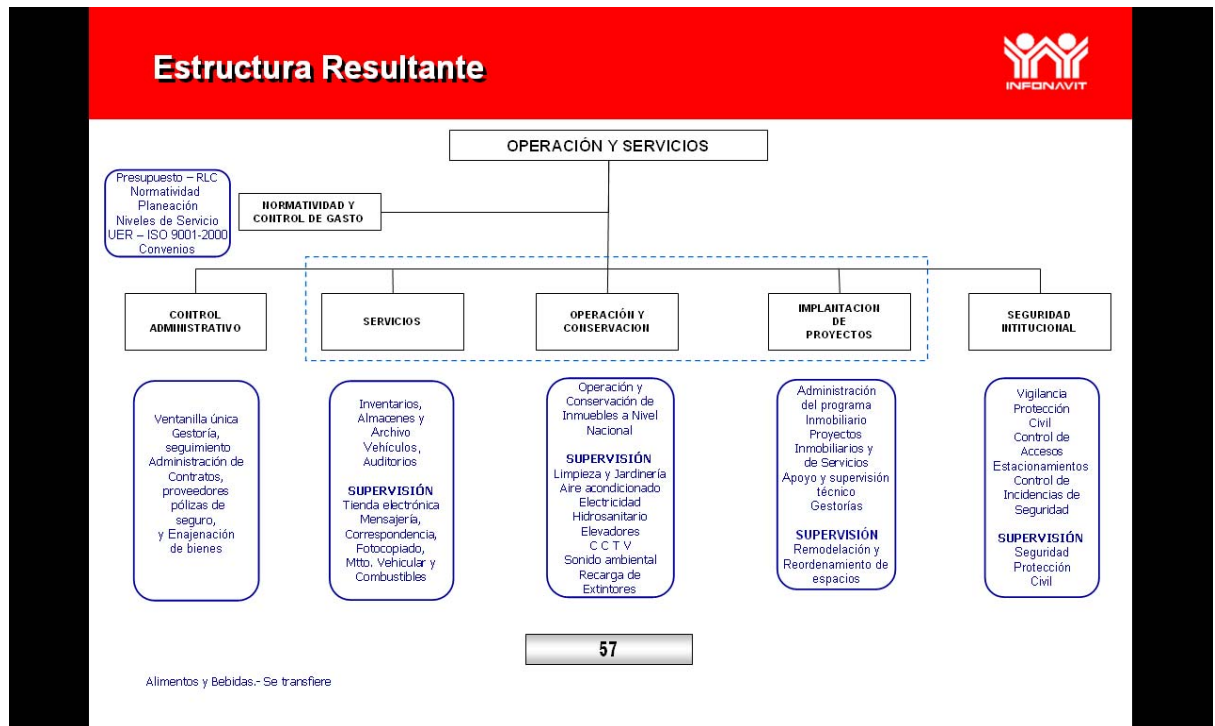 Estructura Resultante
INFONAVIT
OPERACIÓN Y SERVICIOS
Presupuesto – RLC
Normatividad
Planeación
Niveles de Servicio
UER – ISO 9001-2000
Convenios
NORMATIVIDAD Y
CONTROL DE GASTO
CONTROL
ADMINISTRATIVO
SERVICIOS
OPERACIÓN Y
CONSERVACION
IMPLANTACION
DE
PROYECTOS
SEGURIDAD
INTITUCIONAL
Ventanilla única
Gestoría,
seguimiento
Administración de
Contratos,
proveedores
pólizas de
seguro,
y Enajenación
de bienes
Inventarios,
Almacenes y
Archivo
Vehículos,
Auditorios
SUPERVISIÓN
Tienda electrónica
Mensajería,
Correspondencia,
Fotocopiado,
Mtto. Vehicular y
Combustibles
Operación y
Conservación de
Inmuebles a Nivel
Nacional
SUPERVISIÓN
Limpieza y Jardinería
Aire acondicionado
Electricidad
Hidrosanitario
Elevadores
C C T V
Sonido ambiental
Recarga de
Extintores
Administración
del programa
Inmobiliario
Proyectos
Inmobiliarios y
de Servicios
Apoyo y supervisión
técnico
Gestorías
SUPERVISIÓN
Remodelación y
Reordenamiento de
espacios
Vigilancia
Protección
Civil
Control de
Accesos
Estacionamientos
Control de
Incidencias de
Seguridad
SUPERVISIÓN
Seguridad
Protección
Civil
57
Alimentos y Bebidas.- Se transfiere